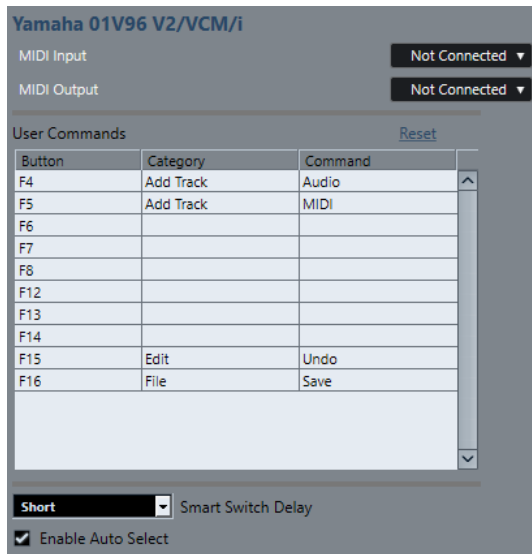 Yamaha 01V96 V2/VCM/i
MIDI Input Not Connected
MIDI Output Not Connected
User Commands Reset
Button Category Command
F4 Add Track Audio
F5 Add Track MIDI
F6
F7
F8
F12
F13
F14
F15 Edit Undo
F16 File Save
Short Smart Switch Delay
Enable Auto Select